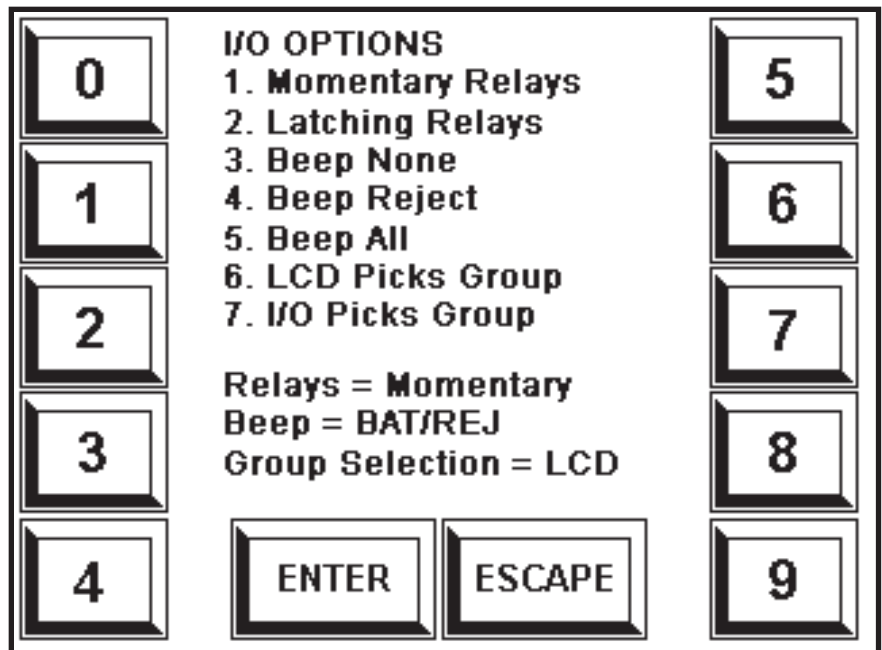 0
1
2
3
4
I/O OPTIONS
1. Momentary Relays
2. Latching Relays
3. Beep None
4. Beep Reject
5. Beep All
6. LCD Picks Group
7. I/O Picks Group
Relays = Momentary
Beep = BAT/REJ
Group Selection = LCD
ENTER
ESCAPE
5
6
7
8
9